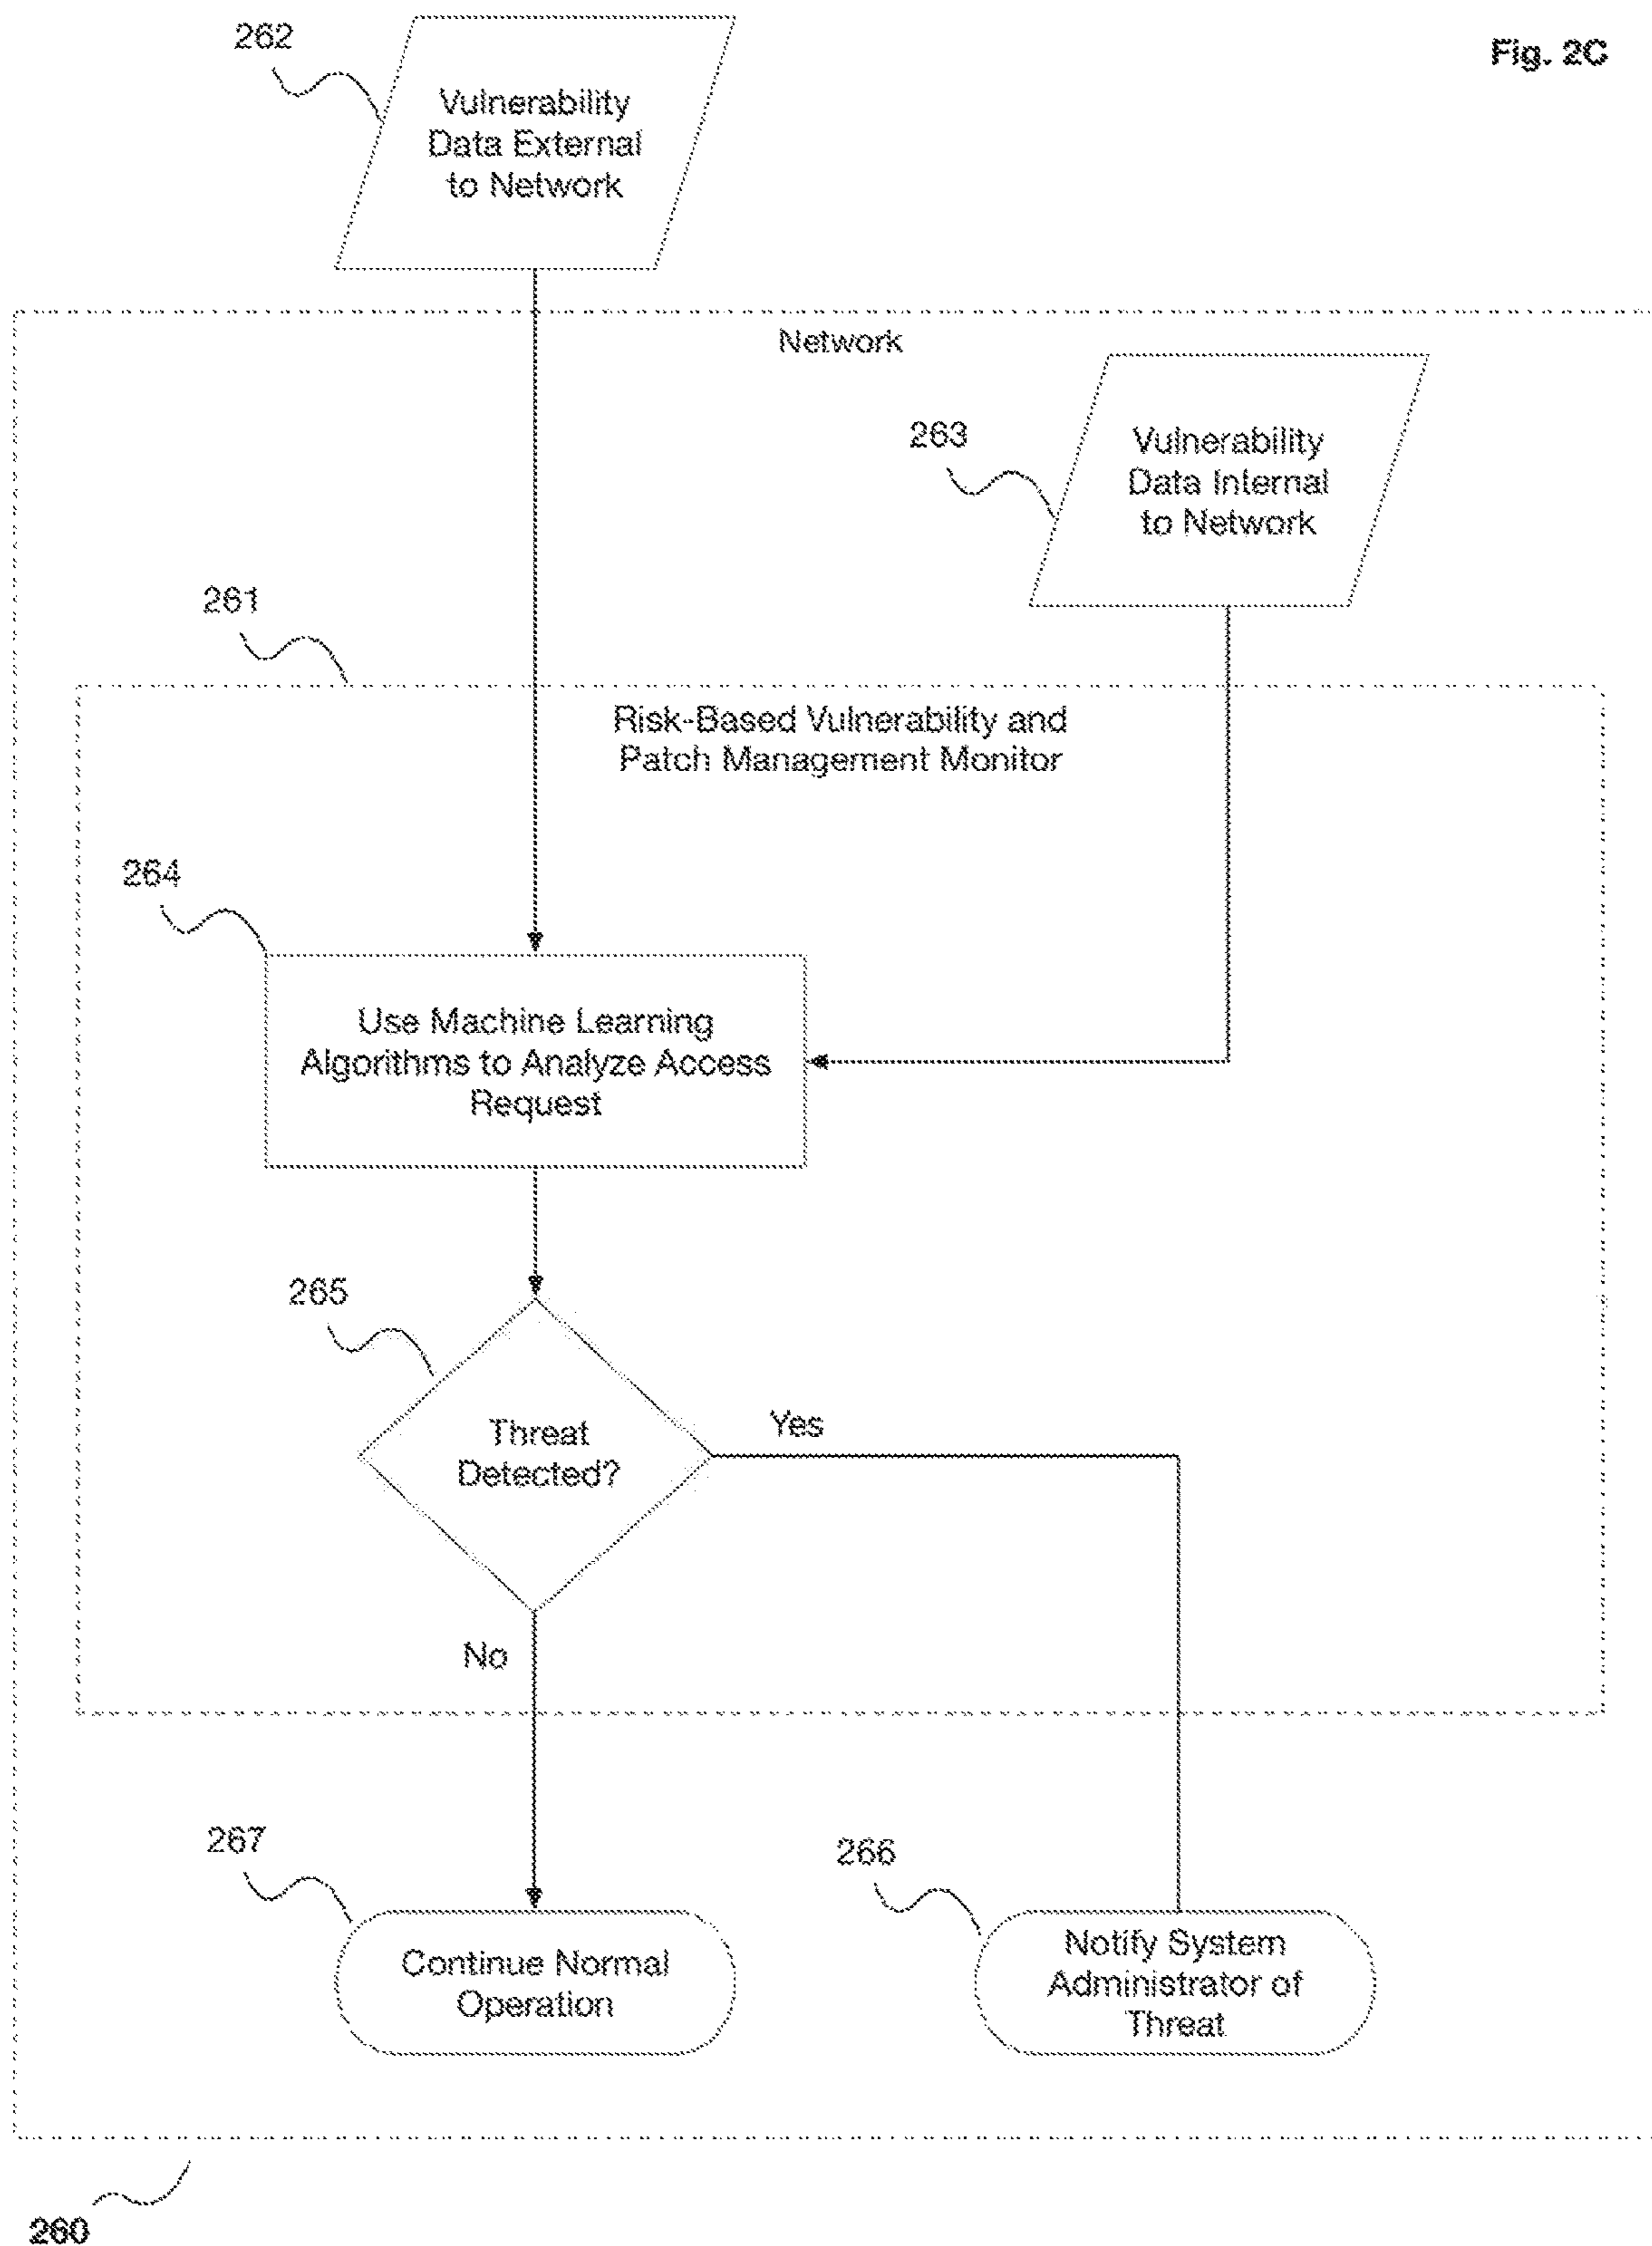 Fig. 2C
262
Vulnerability
Data External
to Network
Network
263
Vulnerability
Data Internal
to Network
261
Risk-Based Vulnerability and
Patch Management Monitor
264
Use Machine Learning
Algorithms to Analyze Access
Request
265
Threat
Detected?
Yes
No
267
Continue Normal
Operation
266
Notify System
Administrator of
Threat
260